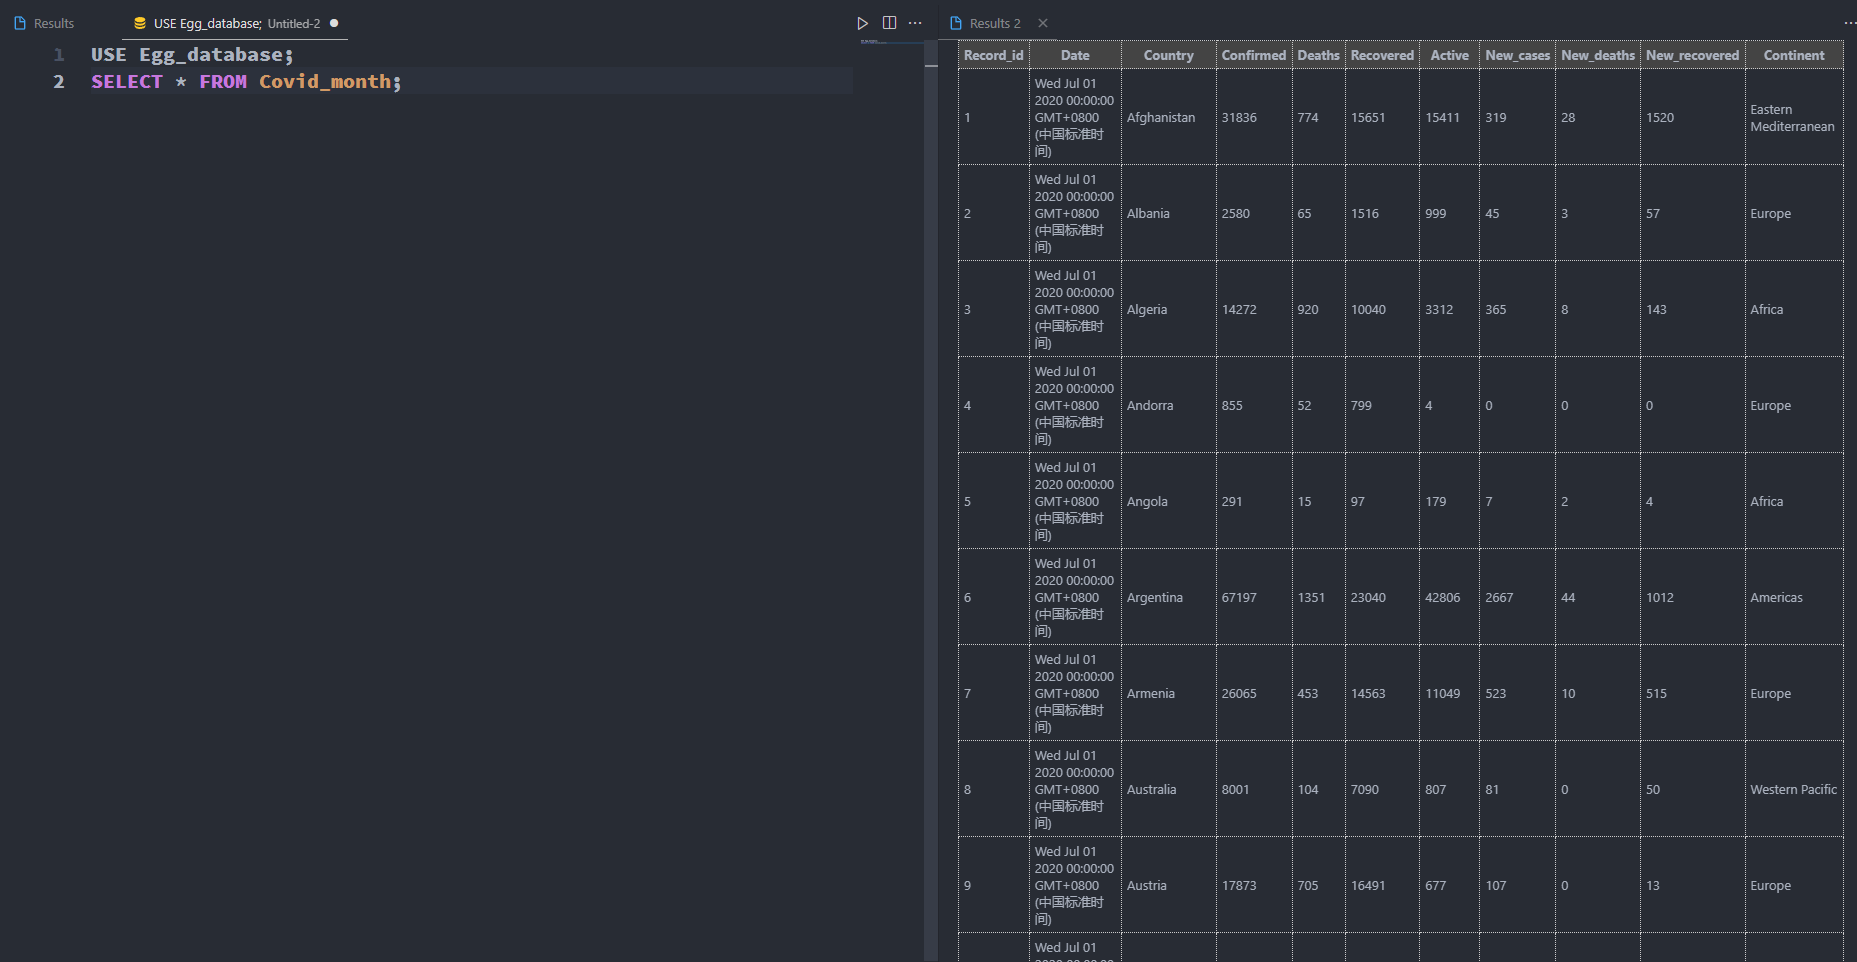 Results
USE Egg_database; Untitled-2
1 USE Egg_database;
2 SELECT * FROM Covid_month;
Results 2
Record_id Date Country Confirmed Deaths Recovered Active New_cases New_deaths New_recovered Continent
1 Wed Jul 01 2020 00:00:00 GMT+0800 (中国标准时间) Afghanistan 31836 774 15651 15411 319 28 1520 Eastern Mediterranean
2 Wed Jul 01 2020 00:00:00 GMT+0800 (中国标准时间) Albania 2580 65 1516 999 45 3 57 Europe
3 Wed Jul 01 2020 00:00:00 GMT+0800 (中国标准时间) Algeria 14272 920 10040 3312 365 8 143 Africa
4 Wed Jul 01 2020 00:00:00 GMT+0800 (中国标准时间) Andorra 855 52 799 4 0 0 0 Europe
5 Wed Jul 01 2020 00:00:00 GMT+0800 (中国标准时间) Angola 291 15 97 179 7 2 4 Africa
6 Wed Jul 01 2020 00:00:00 GMT+0800 (中国标准时间) Argentina 67197 1351 23040 42806 2667 44 1012 Americas
7 Wed Jul 01 2020 00:00:00 GMT+0800 (中国标准时间) Armenia 26065 453 14563 11049 523 10 515 Europe
8 Wed Jul 01 2020 00:00:00 GMT+0800 (中国标准时间) Australia 8001 104 7090 807 81 0 50 Western Pacific
9 Wed Jul 01 2020 00:00:00 GMT+0800 (中国标准时间) Austria 17873 705 16491 677 107 0 13 Europe
Wed Jul 01